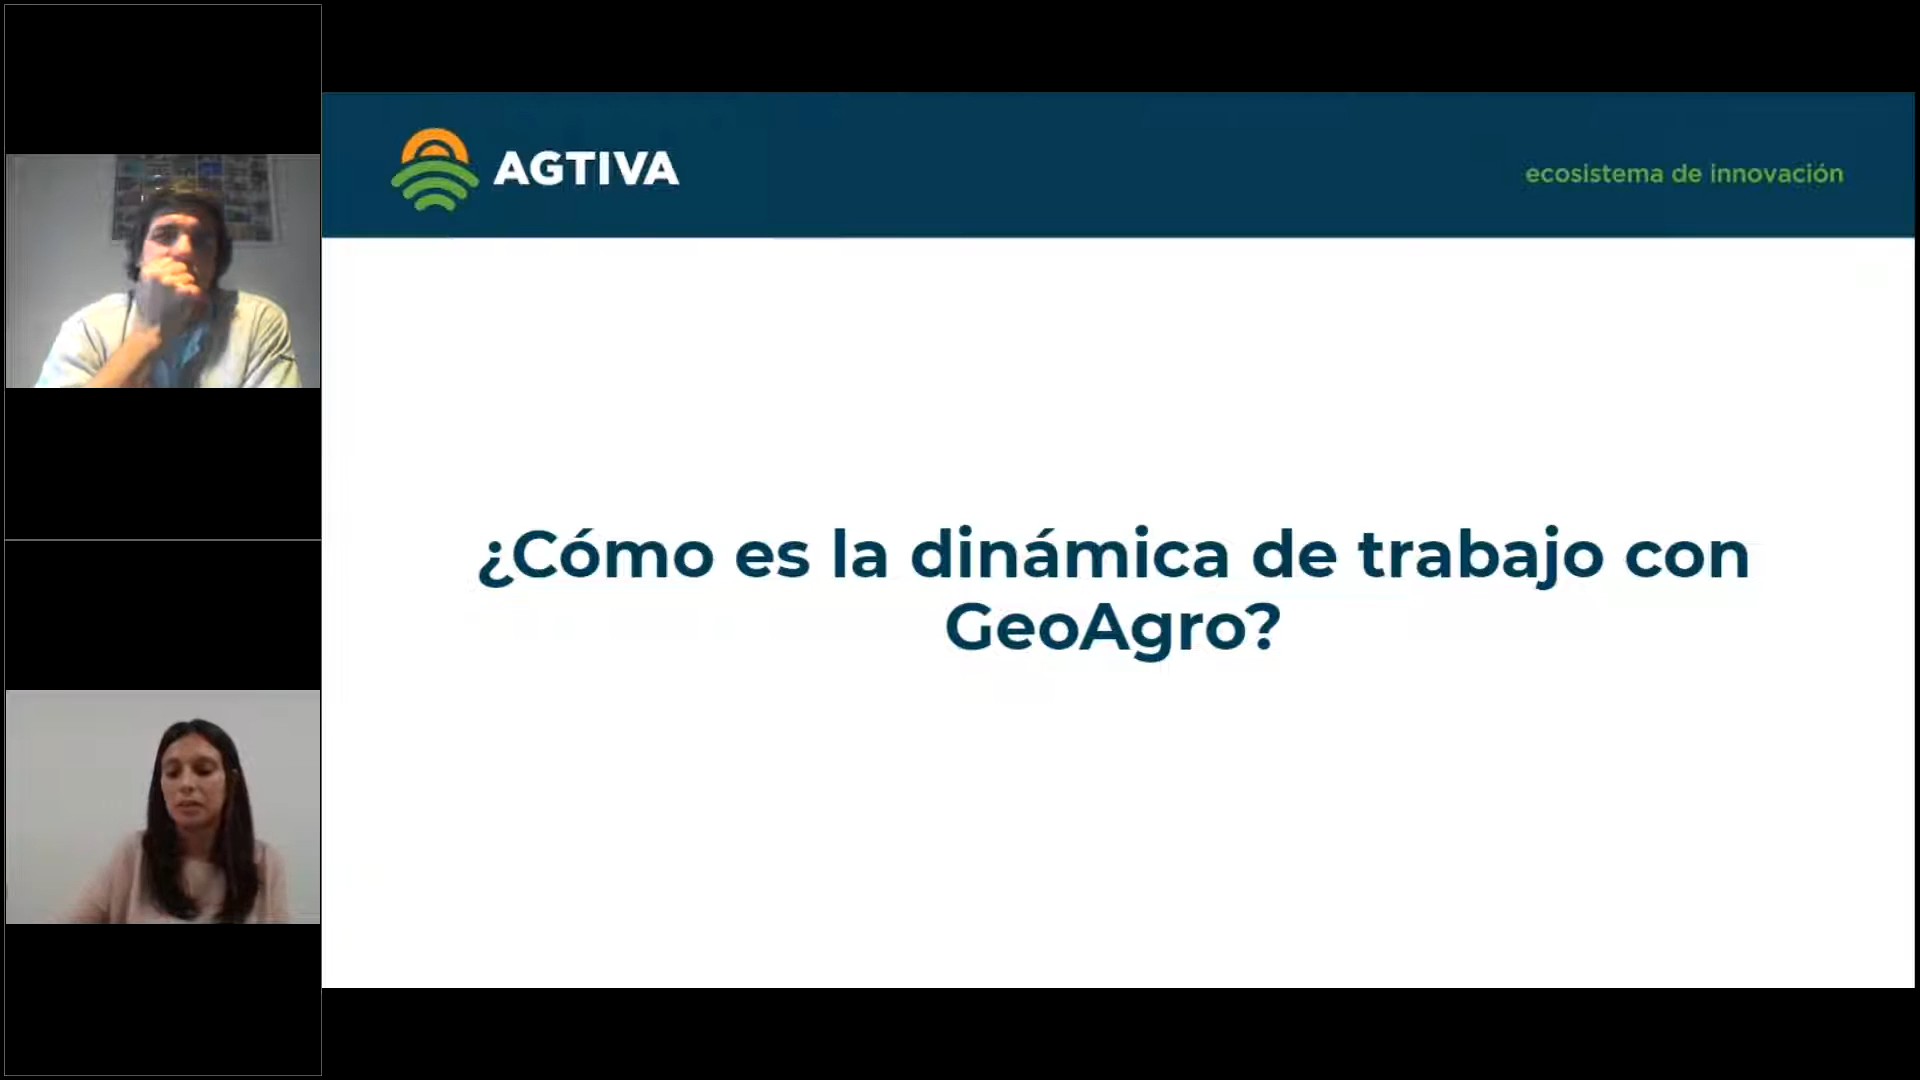 AGTIVA
ecosistema de innovación
¿Cómo es la dinámica de trabajo con
GeoAgro?